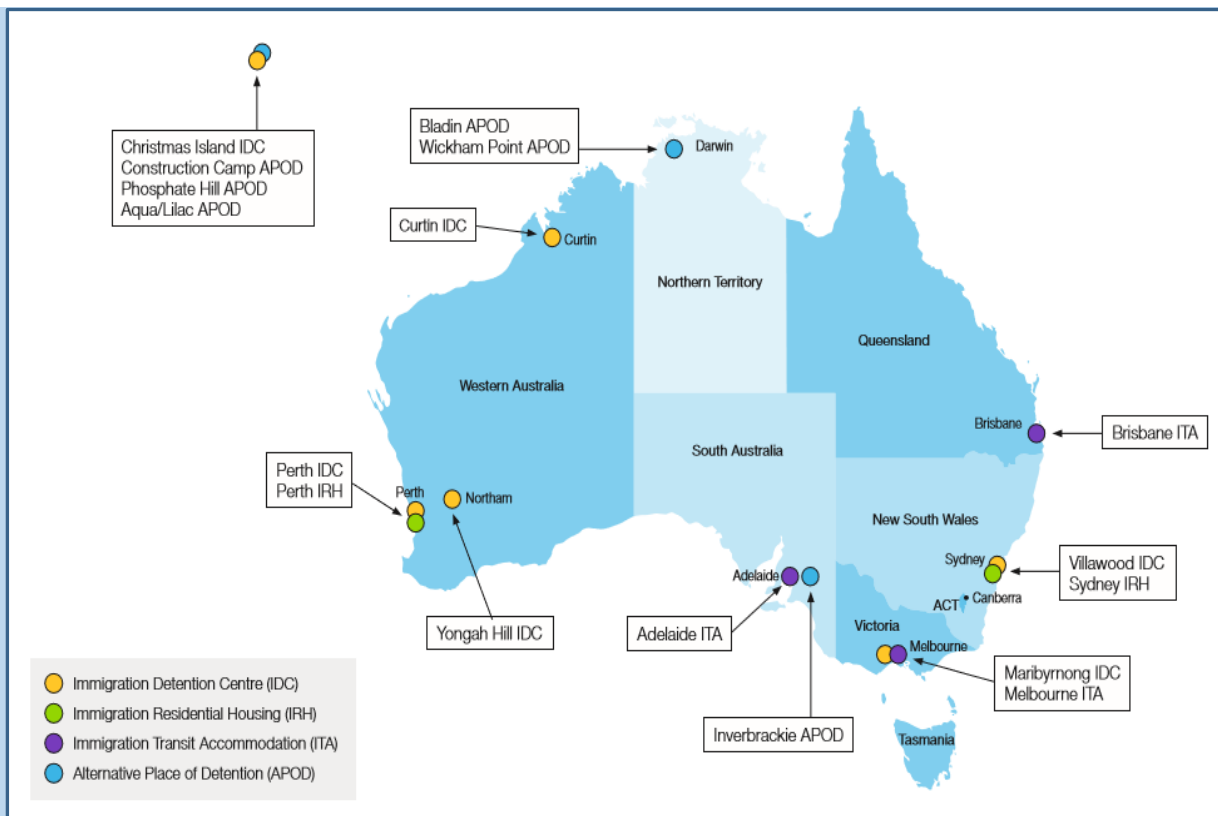 Christmas Island IDC
Construction Camp APOD
Phosphate Hill APOD
Aqua/Lilac APOD
Bladin APOD
Wickham Point APOD
Darwin
Curtin IDC
Curtin
Northern Territory
Queensland
Western Australia
Brisbane
Brisbane ITA
South Australia
Perth IDC
Perth IRH
Perth
Northam
New South Wales
Sydney
Villawood IDC
Sydney IRH
Adelaide
ACT
Canberra
Yongah Hill IDC
Adelaide ITA
Victoria
Melbourne
Maribyrnong IDC
Melbourne ITA
Inverbrackie APOD
Tasmania
Immigration Detention Centre (IDC)
Immigration Residential Housing (IRH)
Immigration Transit Accommodation (ITA)
Alternative Place of Detention (APOD)